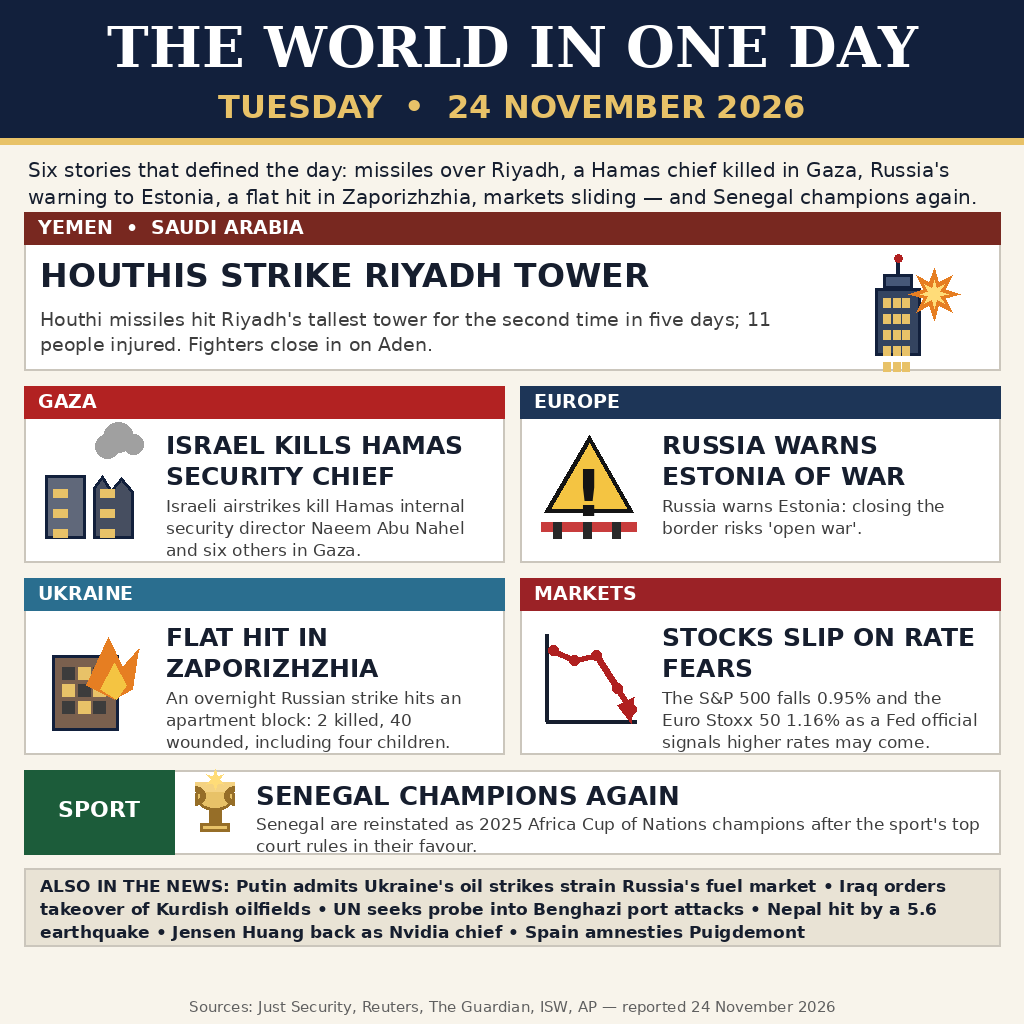 THE WORLD IN ONE DAY
TUESDAY • 24 NOVEMBER 2026
Six stories that defined the day: missiles over Riyadh, a Hamas chief killed in Gaza, Russia's
warning to Estonia, a flat hit in Zaporizhzhia, markets sliding — and Senegal champions again.
YEMEN • SAUDI ARABIA
HOUTHIS STRIKE RIYADH TOWER
Houthi missiles hit Riyadh's tallest tower for the second time in five days; 11
people injured. Fighters close in on Aden.
GAZA
ISRAEL KILLS HAMAS
SECURITY CHIEF
Israeli airstrikes kill Hamas internal
security director Naeem Abu Nahel
and six others in Gaza.
EUROPE
RUSSIA WARNS
ESTONIA OF WAR
Russia warns Estonia: closing the
border risks 'open war'.
UKRAINE
FLAT HIT IN
ZAPORIZHZHIA
An overnight Russian strike hits an
apartment block: 2 killed, 40
wounded, including four children.
MARKETS
STOCKS SLIP ON RATE
FEARS
The S&P 500 falls 0.95% and the
Euro Stoxx 50 1.16% as a Fed official
signals higher rates may come.
SPORT
SENEGAL CHAMPIONS AGAIN
Senegal are reinstated as 2025 Africa Cup of Nations champions after the sport's top
court rules in their favour.
ALSO IN THE NEWS: Putin admits Ukraine's oil strikes strain Russia's fuel market • Iraq orders
takeover of Kurdish oilfields • UN seeks probe into Benghazi port attacks • Nepal hit by a 5.6
earthquake • Jensen Huang back as Nvidia chief • Spain amnesties Puigdemont
Sources: Just Security, Reuters, The Guardian, ISW, AP — reported 24 November 2026